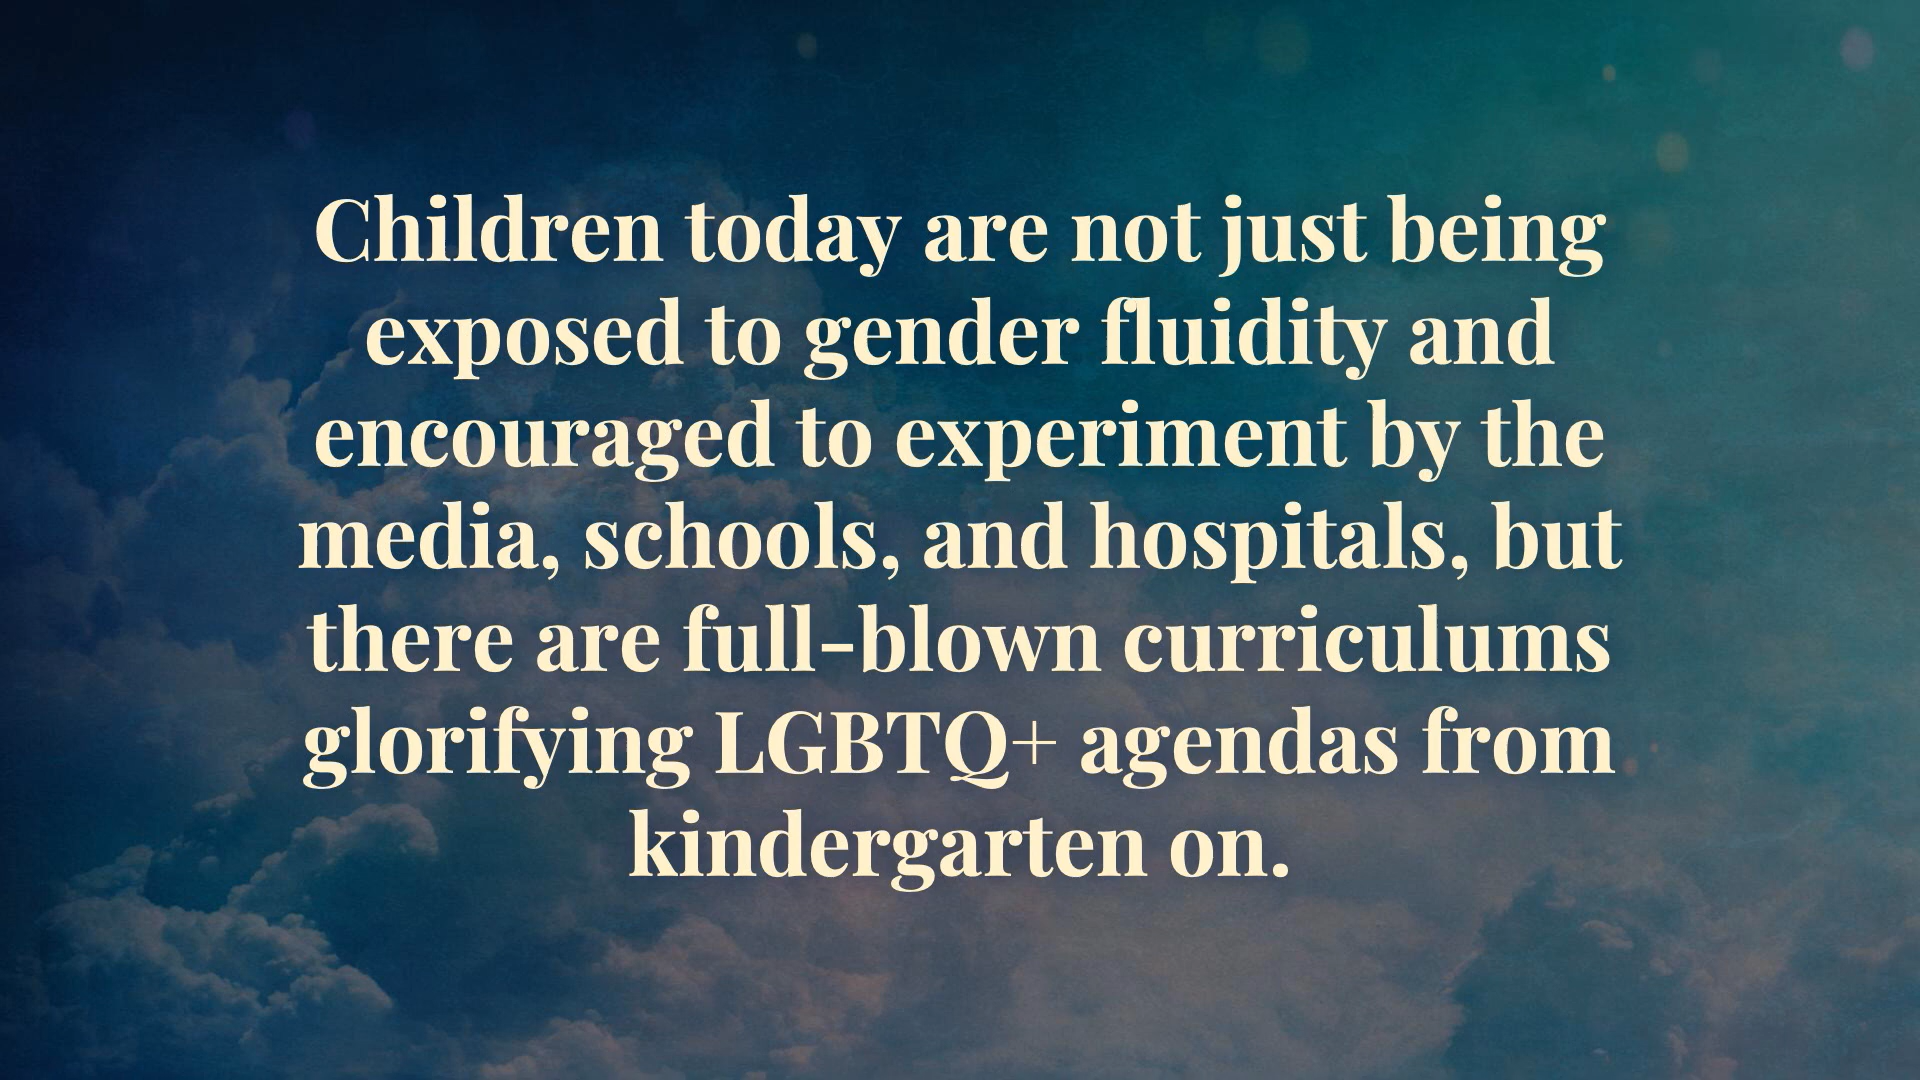 Children today are not just being
exposed to gender fluidity and
encouraged to experiment by the
media, schools, and hospitals, but
there are full-blown curriculums
glorifying LGBTQ+ agendas from
kindergarten on.